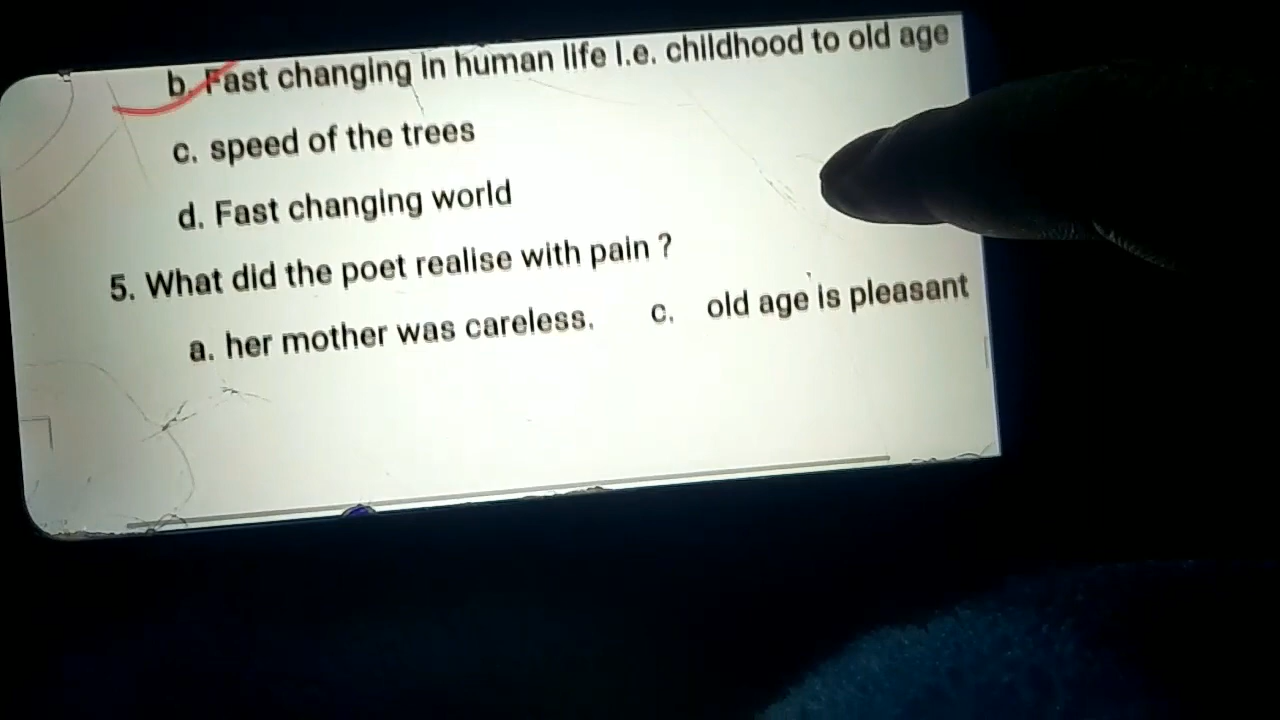 b. Fast changing in human life I.e. childhood to old age
c. speed of the trees
d. Fast changing world
5. What did the poet realise with pain ?
a. her mother was careless. c. old age is pleasant